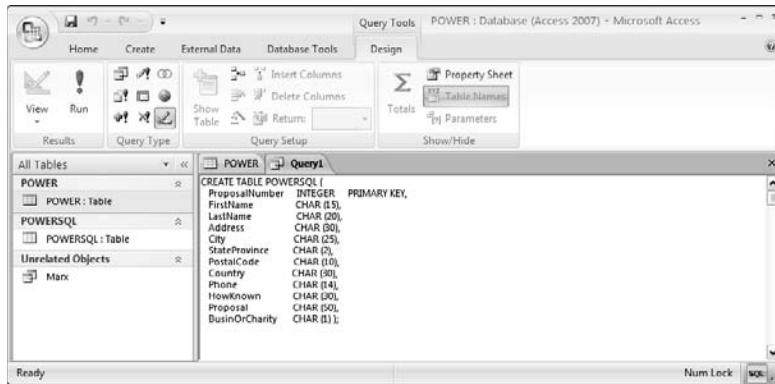 Query Tools POWER : Database (Access 2007) - Microsoft Access
Home Create External Data Database Tools Design
View
Run
Results
Query Type
Show Table
Insert Columns
Delete Columns
Return:
Query Setup
Totals
Property Sheet
Table Names
Parameters
Show/Hide
All Tables
POWER
POWER : Table
POWERSQL
POWERSQL : Table
Unrelated Objects
Marx
POWER Query1
CREATE TABLE POWERSQL (
ProposalNumber INTEGER PRIMARY KEY,
FirstName CHAR (15),
LastName CHAR (20),
Address CHAR (30),
City CHAR (25),
StateProvince CHAR (2),
PostalCode CHAR (10),
Country CHAR (30),
Phone CHAR (14),
HowKnown CHAR (30),
Proposal CHAR (50),
BusinOrCharity CHAR (1) );
Ready Num Lock SQL